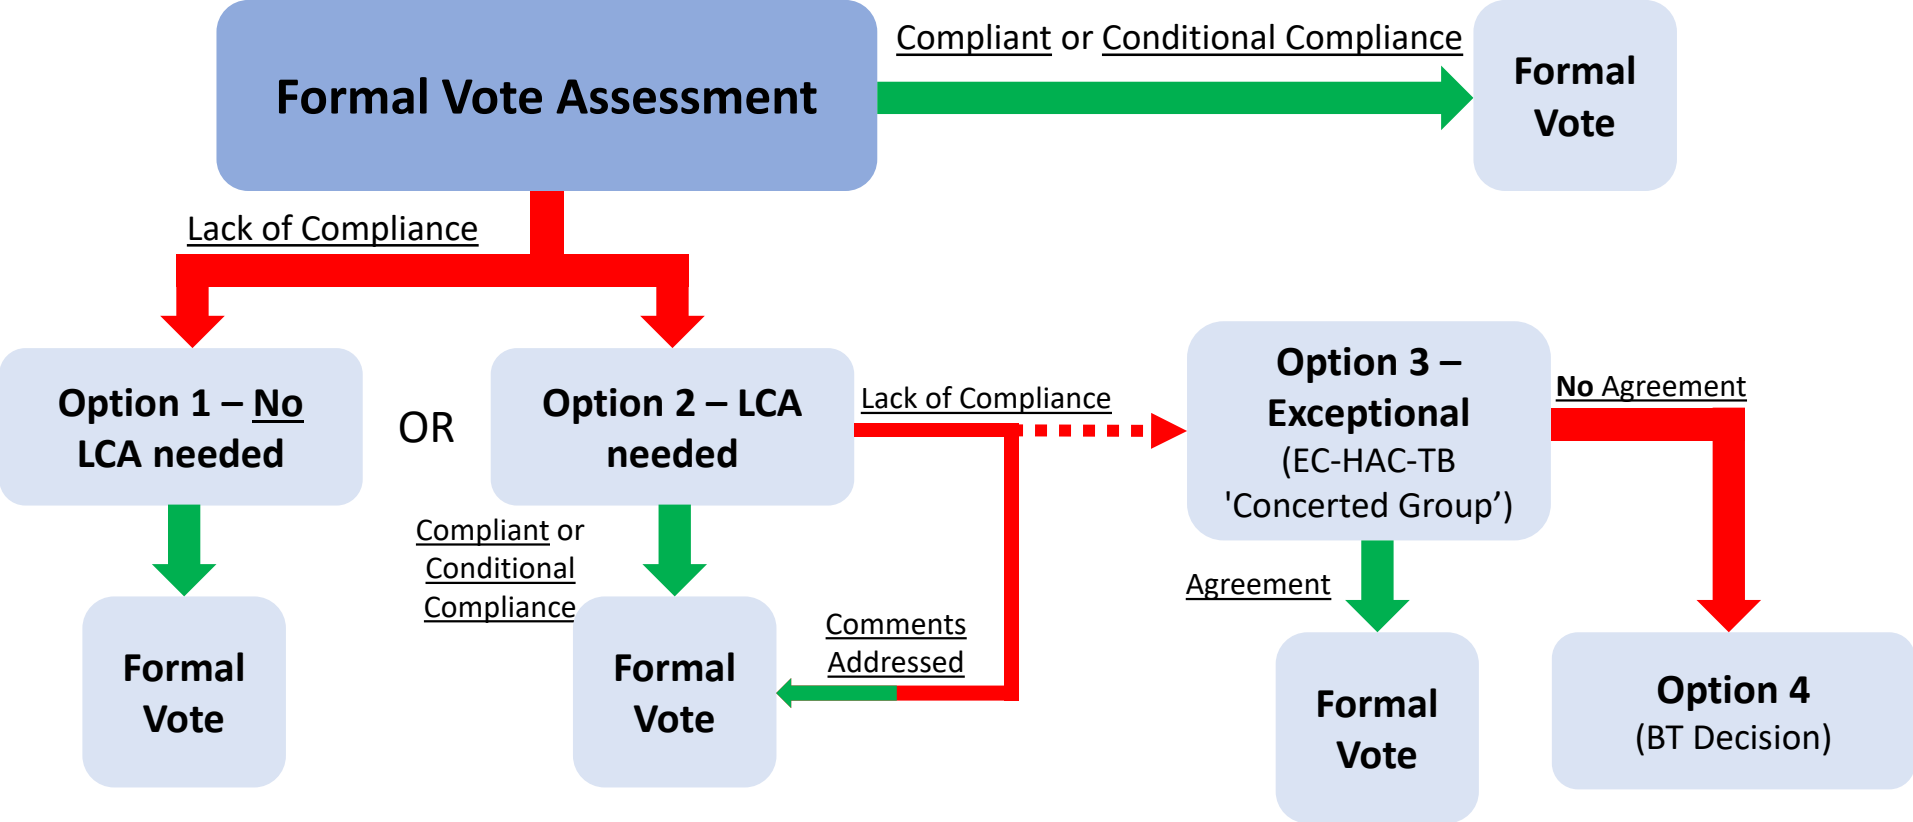 Formal Vote Assessment
Compliant or Conditional Compliance
Formal
Vote
Lack of Compliance
Option 1 – No
LCA needed
OR
Option 2 – LCA
needed
Lack of Compliance
Option 3 –
Exceptional
(EC-HAC-TB
'Concerted Group’)
No Agreement
Compliant or
Conditional
Compliance
Agreement
Comments
Addressed
Formal
Vote
Formal
Vote
Formal
Vote
Option 4
(BT Decision)